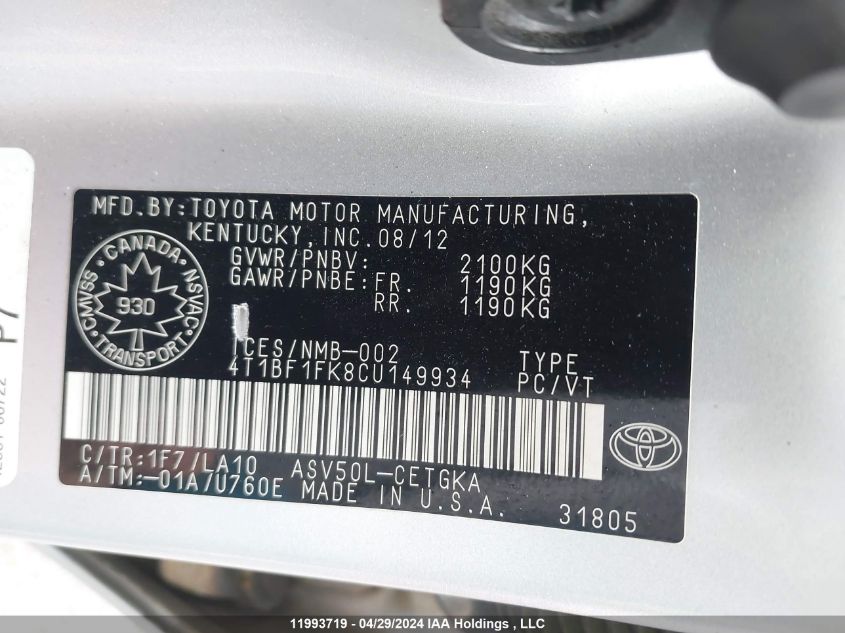 MFD.BY:TOYOTA MOTOR MANUFACTURING,
KENTUCKY, INC.08/12
GVWR/PNBV: 2100KG
GAWR/PNBE:FR. 1190KG
RR. 1190KG
CANADA
CMVSS
930
NSVAC
TRANSPORT
ICES/NMB-002
4T1BF1FK8CU149934
TYPE
PC/VT
C/TR:1F7/LA10 ASV50L-CETGKA
A/TM:-01A/U760E MADE IN U.S.A. 31805
P7
11993719 - 04/29/2024 IAA Holdings , LLC